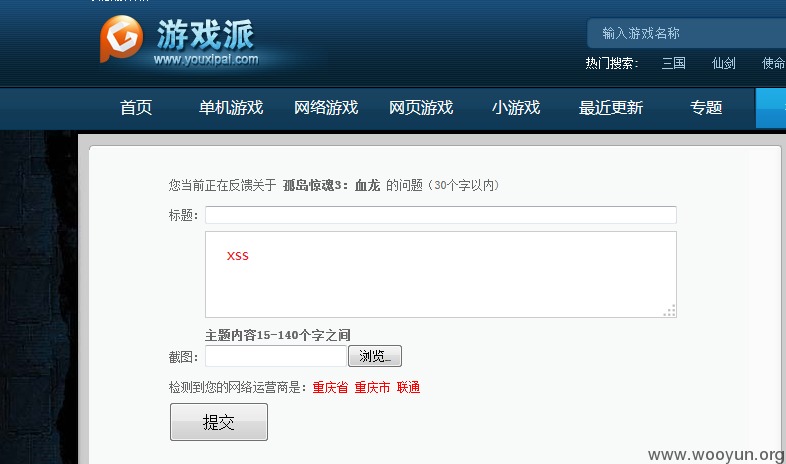 游戏派
www.youxipai.com
输入游戏名称
热门搜索： 三国 仙剑 使命
首页 单机游戏 网络游戏 网页游戏 小游戏 最近更新 专题
您当前正在反馈关于 孤岛惊魂3：血龙 的问题（30个字以内）
标题：
xss
主题内容15-140个字之间
截图： 浏览...
检测到您的网络运营商是：重庆省 重庆市 联通
提交
www.wooyun.org